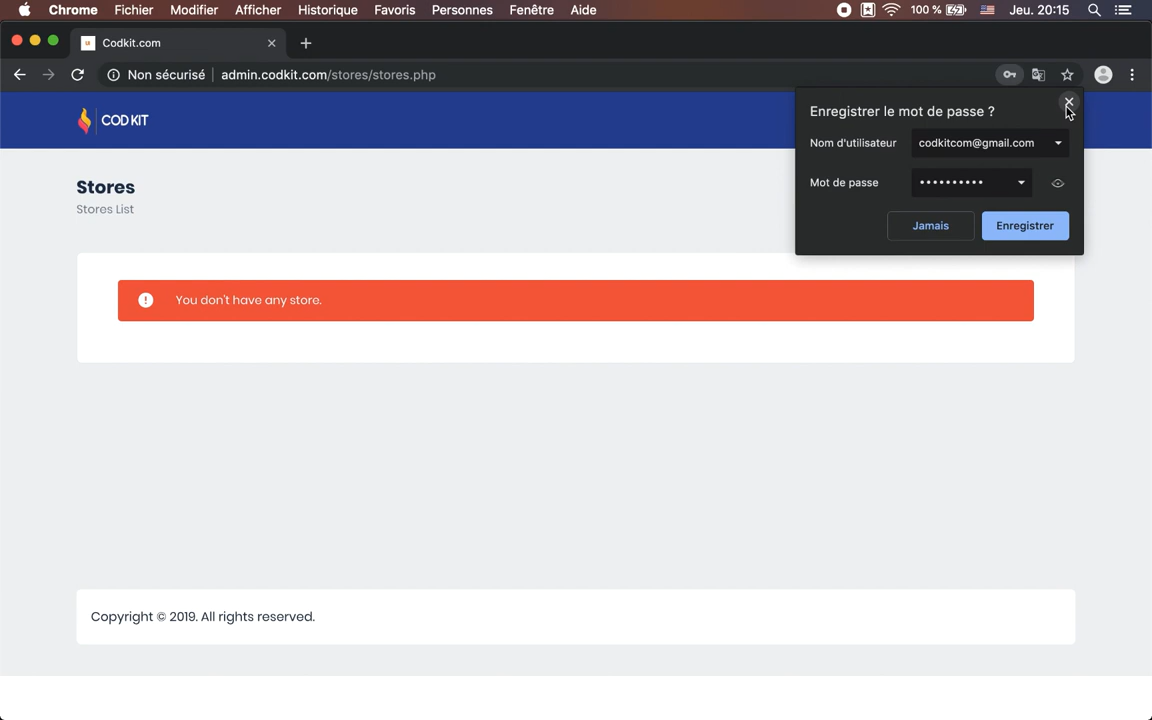 Chrome Fichier Modifier Afficher Historique Favoris Personnes Fenêtre Aide 100 % Jeu. 20:15
Codkit.com
Non sécurisé admin.codkit.com/stores/stores.php
COD KIT
Enregistrer le mot de passe ?
Nom d'utilisateur codkitcom@gmail.com
Mot de passe ••••••••••
Jamais Enregistrer
Stores
Stores List
You don't have any store.
Copyright © 2019. All rights reserved.